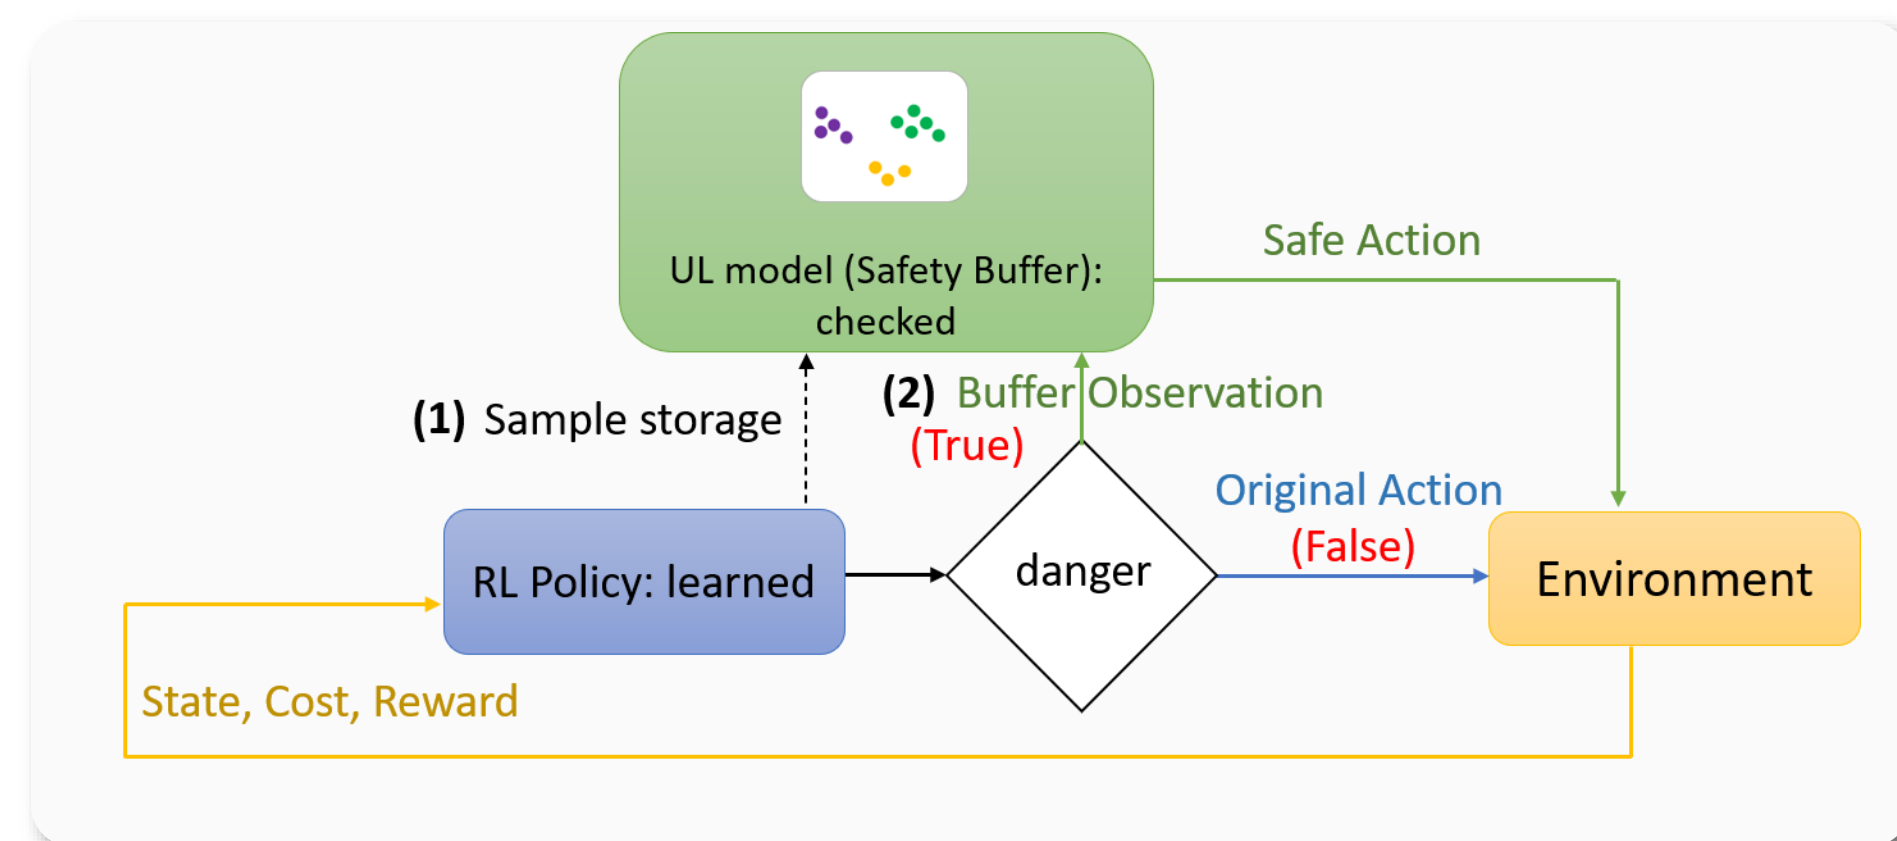 UL model (Safety Buffer):
checked
Safe Action
(1) Sample storage
(2) Buffer Observation
(True)
Original Action
(False)
RL Policy: learned
danger
Environment
State, Cost, Reward